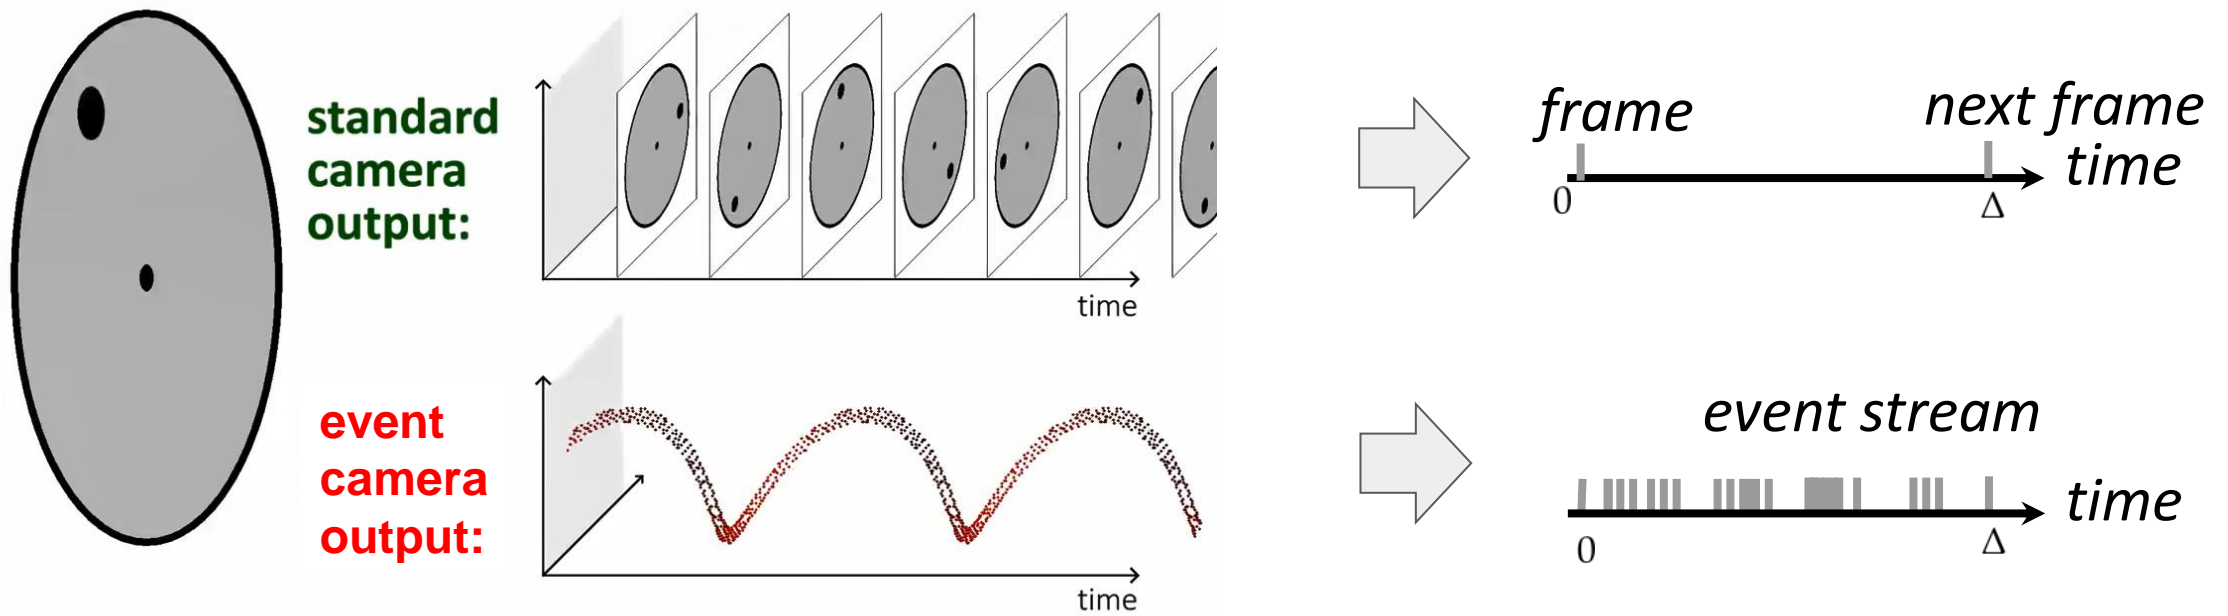 standard
camera
output:
time
frame
next frame
time
0
Δ
event
camera
output:
time
event stream
time
0
Δ